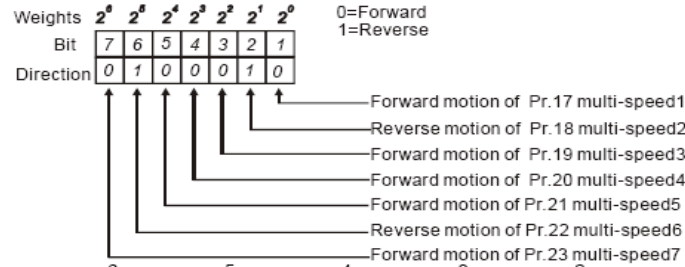 Weights 2⁶ 2⁵ 2⁴ 2³ 2² 2¹ 2⁰ 0=Forward
1=Reverse
Bit 7 6 5 4 3 2 1
Direction 0 1 0 0 0 1 0
Forward motion of Pr.17 multi-speed1
Reverse motion of Pr.18 multi-speed2
Forward motion of Pr.19 multi-speed3
Forward motion of Pr.20 multi-speed4
Forward motion of Pr.21 multi-speed5
Reverse motion of Pr.22 multi-speed6
Forward motion of Pr.23 multi-speed7